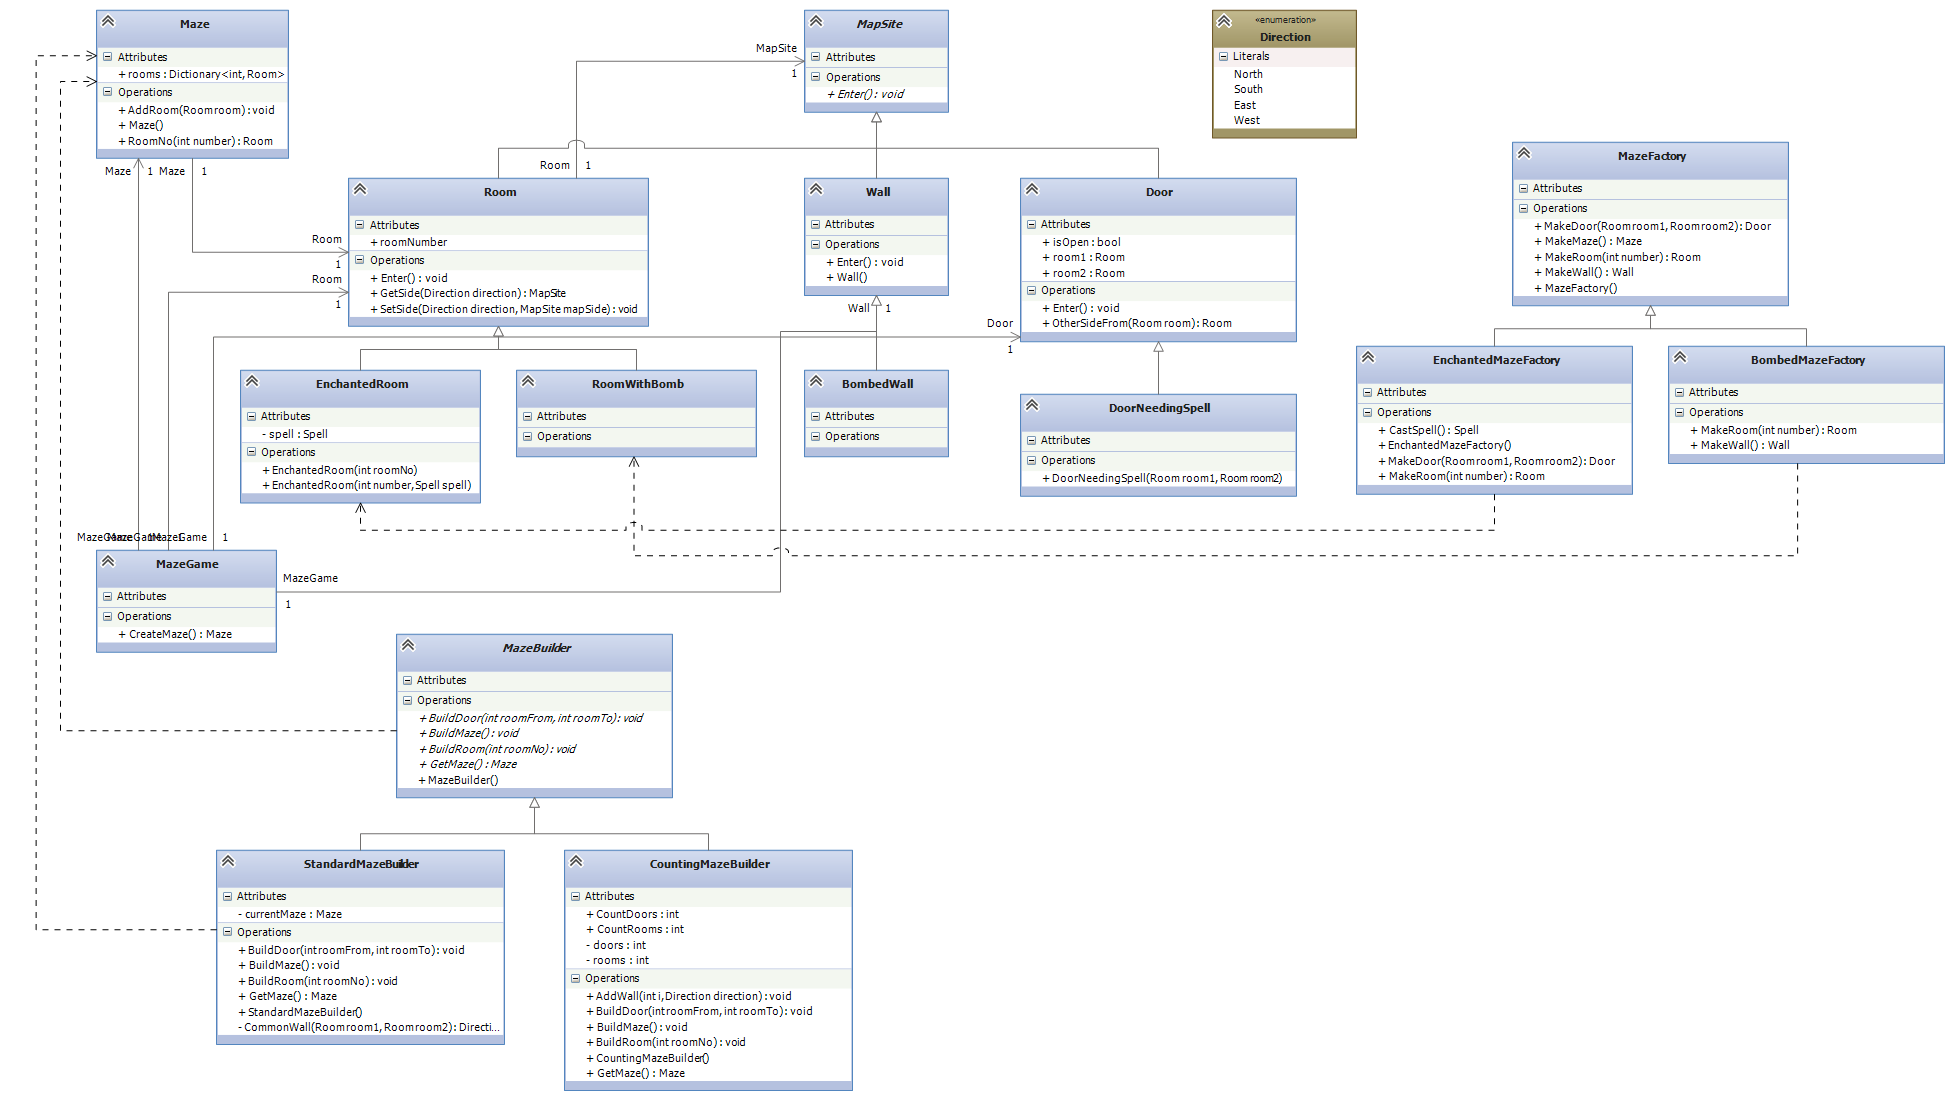 Maze
Attributes
+ rooms : Dictionary<int, Room>
Operations
+ AddRoom(Room room) : void
+ Maze()
+ RoomNo(int number) : Room
MapSite
Attributes
Operations
+ Enter() : void
«enumeration»
Direction
Literals
North
South
East
West
MapSite
1
Room
1
Maze
1
Maze
1
Room
1
Room
1
Room
Attributes
+ roomNumber
Operations
+ Enter() : void
+ GetSide(Direction direction) : MapSite
+ SetSide(Direction direction, MapSite mapSide) : void
Wall
Attributes
Operations
+ Enter() : void
+ Wall()
Wall
1
Door
Attributes
+ isOpen : bool
+ room1 : Room
+ room2 : Room
Operations
+ Enter() : void
+ OtherSideFrom(Room room) : Room
Door
1
MazeFactory
Attributes
Operations
+ MakeDoor(Room room1, Room room2) : Door
+ MakeMaze() : Maze
+ MakeRoom(int number) : Room
+ MakeWall() : Wall
+ MazeFactory()
EnchantedRoom
Attributes
- spell : Spell
Operations
+ EnchantedRoom(int roomNo)
+ EnchantedRoom(int number, Spell spell)
RoomWithBomb
Attributes
Operations
BombedWall
Attributes
Operations
DoorNeedingSpell
Attributes
Operations
+ DoorNeedingSpell(Room room1, Room room2)
EnchantedMazeFactory
Attributes
Operations
+ CastSpell() : Spell
+ EnchantedMazeFactory()
+ MakeDoor(Room room1, Room room2) : Door
+ MakeRoom(int number) : Room
BombedMazeFactory
Attributes
Operations
+ MakeRoom(int number) : Room
+ MakeWall() : Wall
MazeGame
1
MazeGame
1
MazeGame
1
MazeGame
Attributes
Operations
+ CreateMaze() : Maze
MazeGame
1
MazeBuilder
Attributes
Operations
+ BuildDoor(int roomFrom, int roomTo) : void
+ BuildMaze() : void
+ BuildRoom(int roomNo) : void
+ GetMaze() : Maze
+ MazeBuilder()
StandardMazeBuilder
Attributes
- currentMaze : Maze
Operations
+ BuildDoor(int roomFrom, int roomTo) : void
+ BuildMaze() : void
+ BuildRoom(int roomNo) : void
+ GetMaze() : Maze
+ StandardMazeBuilder()
- CommonWall(Room room1, Room room2) : Directi...
CountingMazeBuilder
Attributes
+ CountDoors : int
+ CountRooms : int
- doors : int
- rooms : int
Operations
+ AddWall(int i, Direction direction) : void
+ BuildDoor(int roomFrom, int roomTo) : void
+ BuildMaze() : void
+ BuildRoom(int roomNo) : void
+ CountingMazeBuilder()
+ GetMaze() : Maze